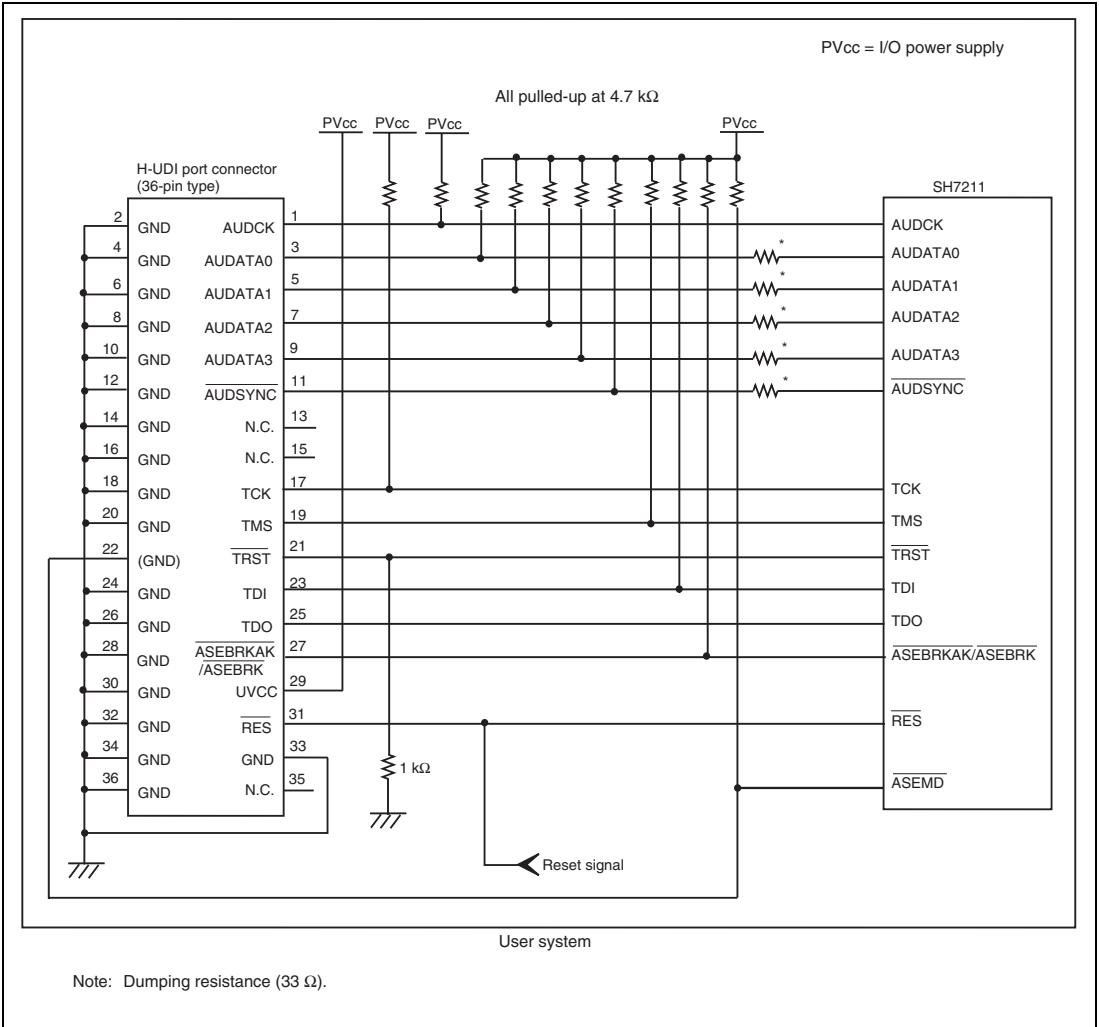 PVcc = I/O power supply
All pulled-up at 4.7 kΩ
PVcc PVcc PVcc PVcc
H-UDI port connector
(36-pin type)
SH7211
2 GND AUDCK 1 AUDCK
4 GND AUDATA0 3 * AUDATA0
6 GND AUDATA1 5 * AUDATA1
8 GND AUDATA2 7 * AUDATA2
10 GND AUDATA3 9 * AUDATA3
12 GND AUDSYNC 11 * AUDSYNC
14 GND N.C. 13
16 GND N.C. 15
18 GND TCK 17 TCK
20 GND TMS 19 TMS
22 (GND) TRST 21 TRST
24 GND TDI 23 TDI
26 GND TDO 25 TDO
28 GND ASEBRKAK 27 ASEBRKAK/ASEBRK
/ASEBRK
30 GND UVCC 29
32 GND RES 31 RES
34 GND GND 33
1 kΩ
36 GND N.C. 35 ASEMD
Reset signal
User system
Note: Dumping resistance (33 Ω).